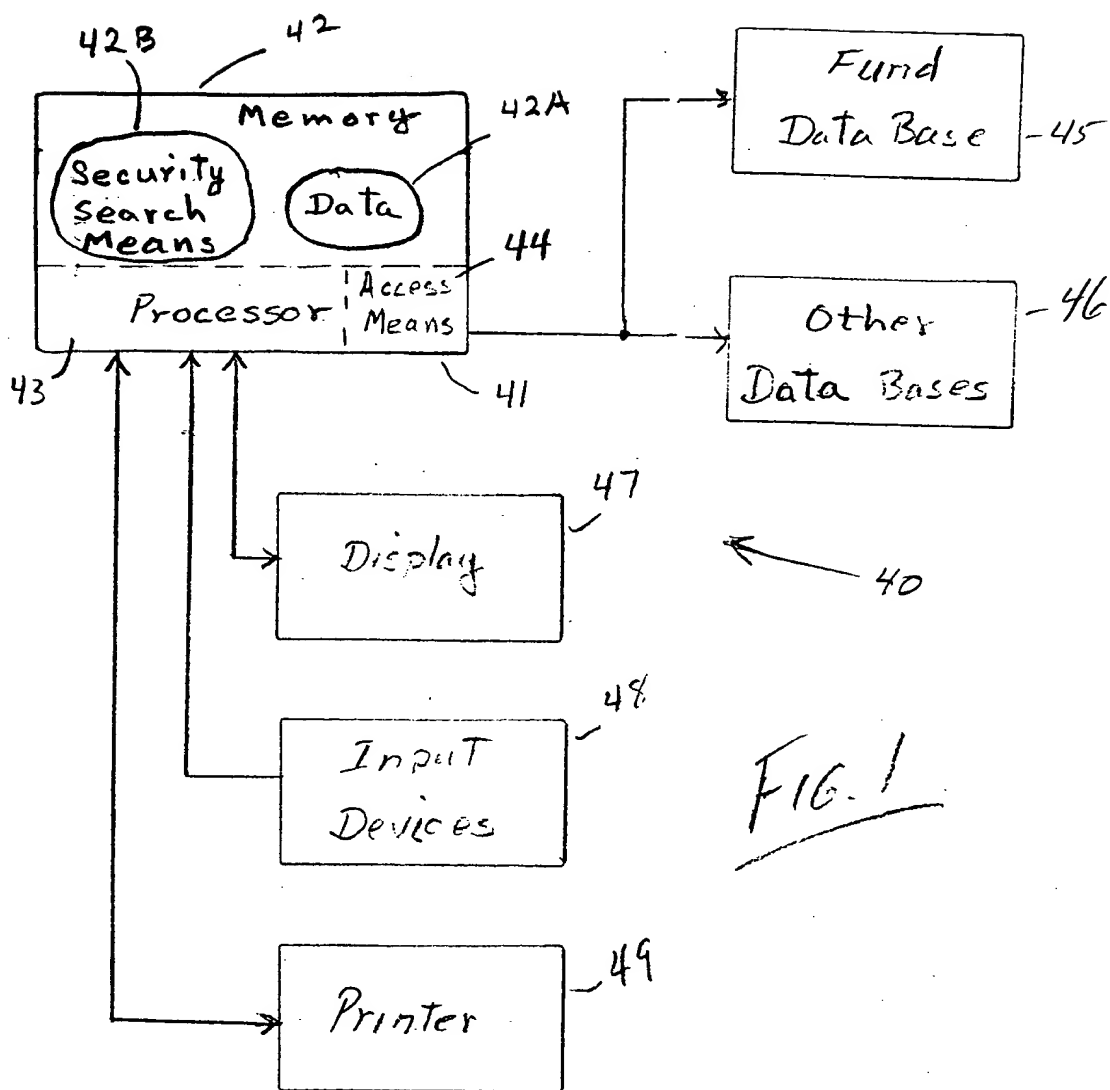 42B
42
Memory
42A
Security
Search
Means
Data
44
Processor
Access
Means
43
41
Fund
Data Base
45
Other
Data Bases
46
Display
47
40
Input
Devices
48
FIG. 1
Printer
49